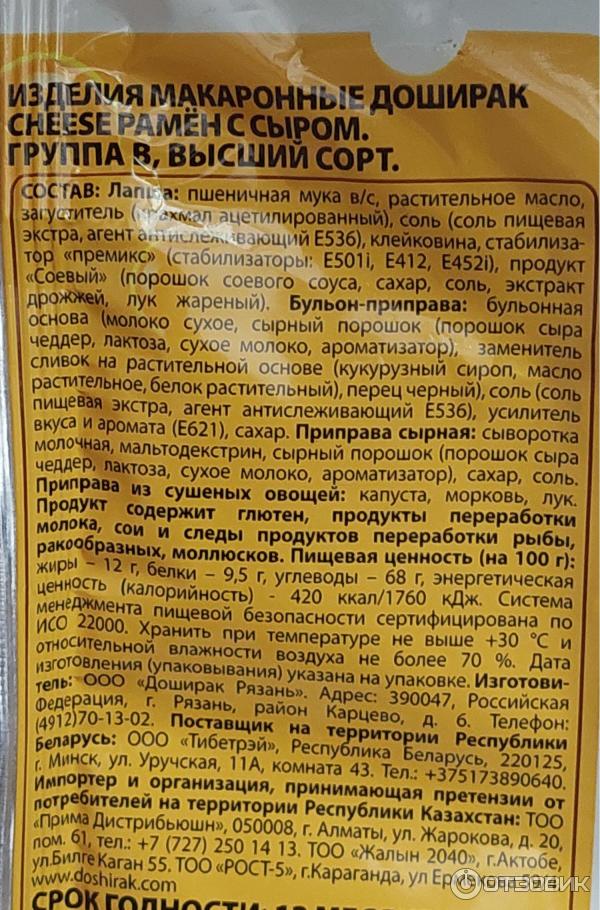 ИЗДЕЛИЯ МАКАРОННЫЕ ДОШИРАК
CHEESE РАМЁН С СЫРОМ.
ГРУППА В, ВЫСШИЙ СОРТ.
СОСТАВ: Лапша: пшеничная мука в/с, растительное масло,
загуститель (крахмал ацетилированный), соль (соль пищевая
экстра, агент антислеживающий Е536), клейковина, стабилиза-
тор «премикс» (стабилизаторы: Е501i, Е412, Е452i), продукт
«Соевый» (порошок соевого соуса, сахар, соль, экстракт
дрожжей, лук жареный). Бульон-приправа: бульонная
основа (молоко сухое, сырный порошок (порошок сыра
чеддер, лактоза, сухое молоко, ароматизатор), заменитель
сливок на растительной основе (кукурузный сироп, масло
растительное, белок растительный), перец черный), соль (соль
пищевая экстра, агент антислеживающий Е536), усилитель
вкуса и аромата (Е621), сахар. Приправа сырная: сыворотка
молочная, мальтодекстрин, сырный порошок (порошок сыра
чеддер, лактоза, сухое молоко, ароматизатор), сахар, соль.
Приправа из сушеных овощей: капуста, морковь, лук.
Продукт содержит глютен, продукты переработки
молока, сои и следы продуктов переработки рыбы,
ракообразных, моллюсков. Пищевая ценность (на 100 г):
жиры – 12 г, белки – 9,5 г, углеводы – 68 г, энергетическая
ценность (калорийность) - 420 ккал/1760 кДж. Система
менеджмента пищевой безопасности сертифицирована по
ИСО 22000. Хранить при температуре не выше +30 °С и
относительной влажности воздуха не более 70 %. Дата
изготовления (упаковывания) указана на упаковке. Изготови-
тель: ООО «Доширак Рязань». Адрес: 390047, Российская
Федерация, г. Рязань, район Карцево, д. 6. Телефон:
(4912)70-13-02. Поставщик на территории Республики
Беларусь: ООО «Тибетрэй», Республика Беларусь, 220125,
г. Минск, ул. Уручская, 11А, комната 43. Тел.: +375173890640.
Импортер и организация, принимающая претензии от
потребителей на территории Республики Казахстан: ТОО
«Прима Дистрибьюшн», 050008, г. Алматы, ул. Жарокова, д. 20,
пом. 61, тел.: +7 (727) 250 14 13. ТОО «ЖАЛЫН 2040», г.Актобе,
ул.Билге Каган 55. ТОО «РОСТ-5», г.Караганда, ул
www.doshirak.com
ОТЗОВИК
СРОК ГОДНОСТИ: 12